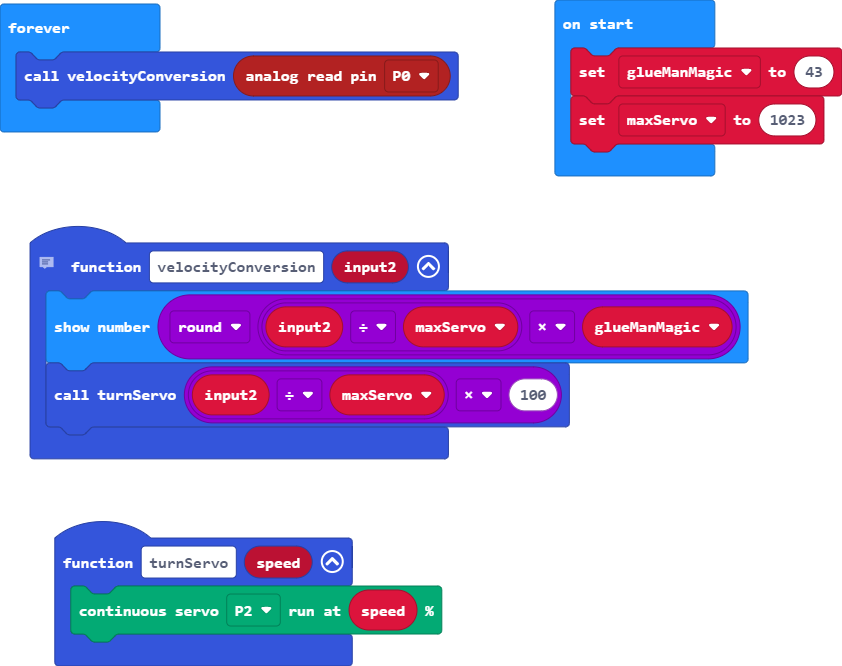 forever
call velocityConversion analog read pin P0
on start
set glueManMagic to 43
set maxServo to 1023
function velocityConversion input2
show number round input2 ÷ maxServo × glueManMagic
call turnServo input2 ÷ maxServo × 100
function turnServo speed
continuous servo P2 run at speed %